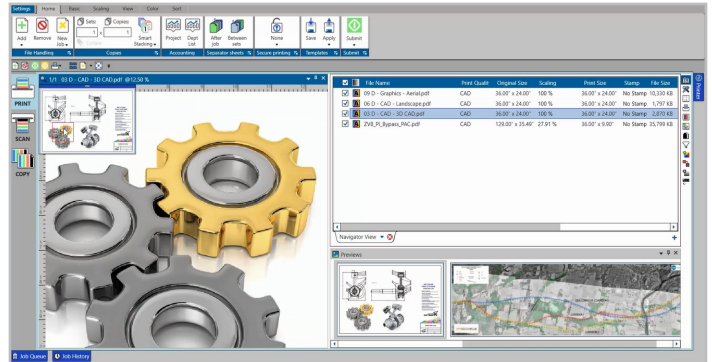 Settings Home Basic Scaling View Color Sort
Add Remove New Job
Sets: Copies:
1 x 1
Smart Stacking
Project Dept List
After job Between sets
None
Save Apply
Submit
File Handling Copies Accounting Separator sheets Secure printing Templates Submit
1/1 03 D - CAD - 3D CAD.pdf @12.50 %
PRINT
SCAN
COPY
File Name Print Qualit Original Size Scaling Print Size Stamp File Size
09 D - Graphics - Aerial.pdf CAD 36.00" x 24.00" 100 % 36.00" x 24.00" No Stamp 10,330 KB
06 D - CAD - Landscape.pdf CAD 36.00" x 24.00" 100 % 36.00" x 24.00" No Stamp 1,797 KB
03 D - CAD - 3D CAD.pdf CAD 36.00" x 24.00" 100 % 36.00" x 24.00" No Stamp 2,870 KB
ZV8_PI_Bypass_PAC.pdf CAD 129.00" x 35.49" 27.91 % 36.00" x 9.90" No Stamp 35,799 KB
Printer
Navigator View
Previews
Job Queue Job History